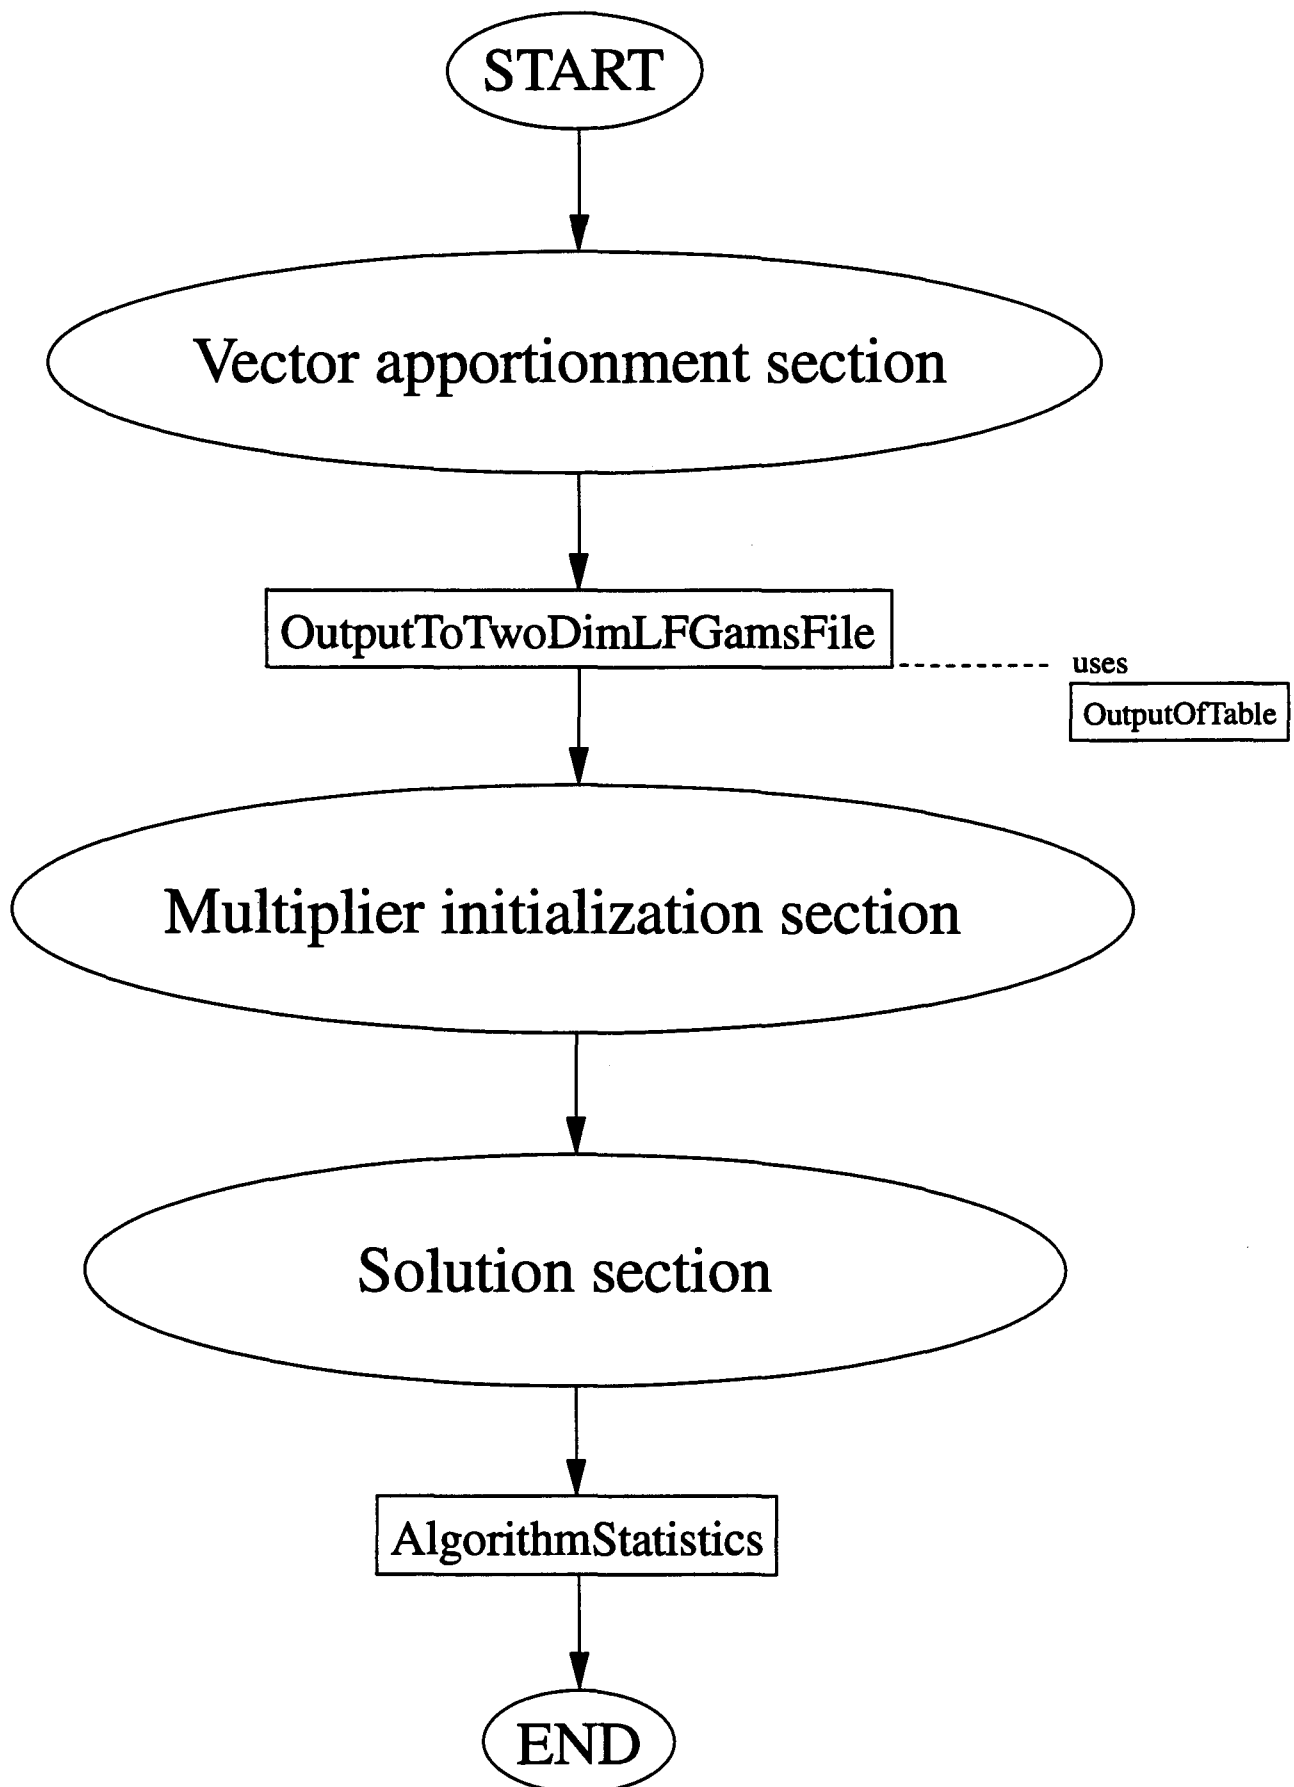 START
Vector apportionment section
OutputToTwoDimLFGamsFile
uses
OutputOfTable
Multiplier initialization section
Solution section
AlgorithmStatistics
END